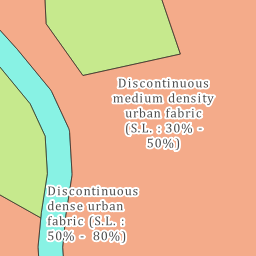 Discontinuous
medium density
urban fabric
(S.L. : 30% -
50%)
Discontinuous
dense urban
fabric (S.L. :
50% -  80%)